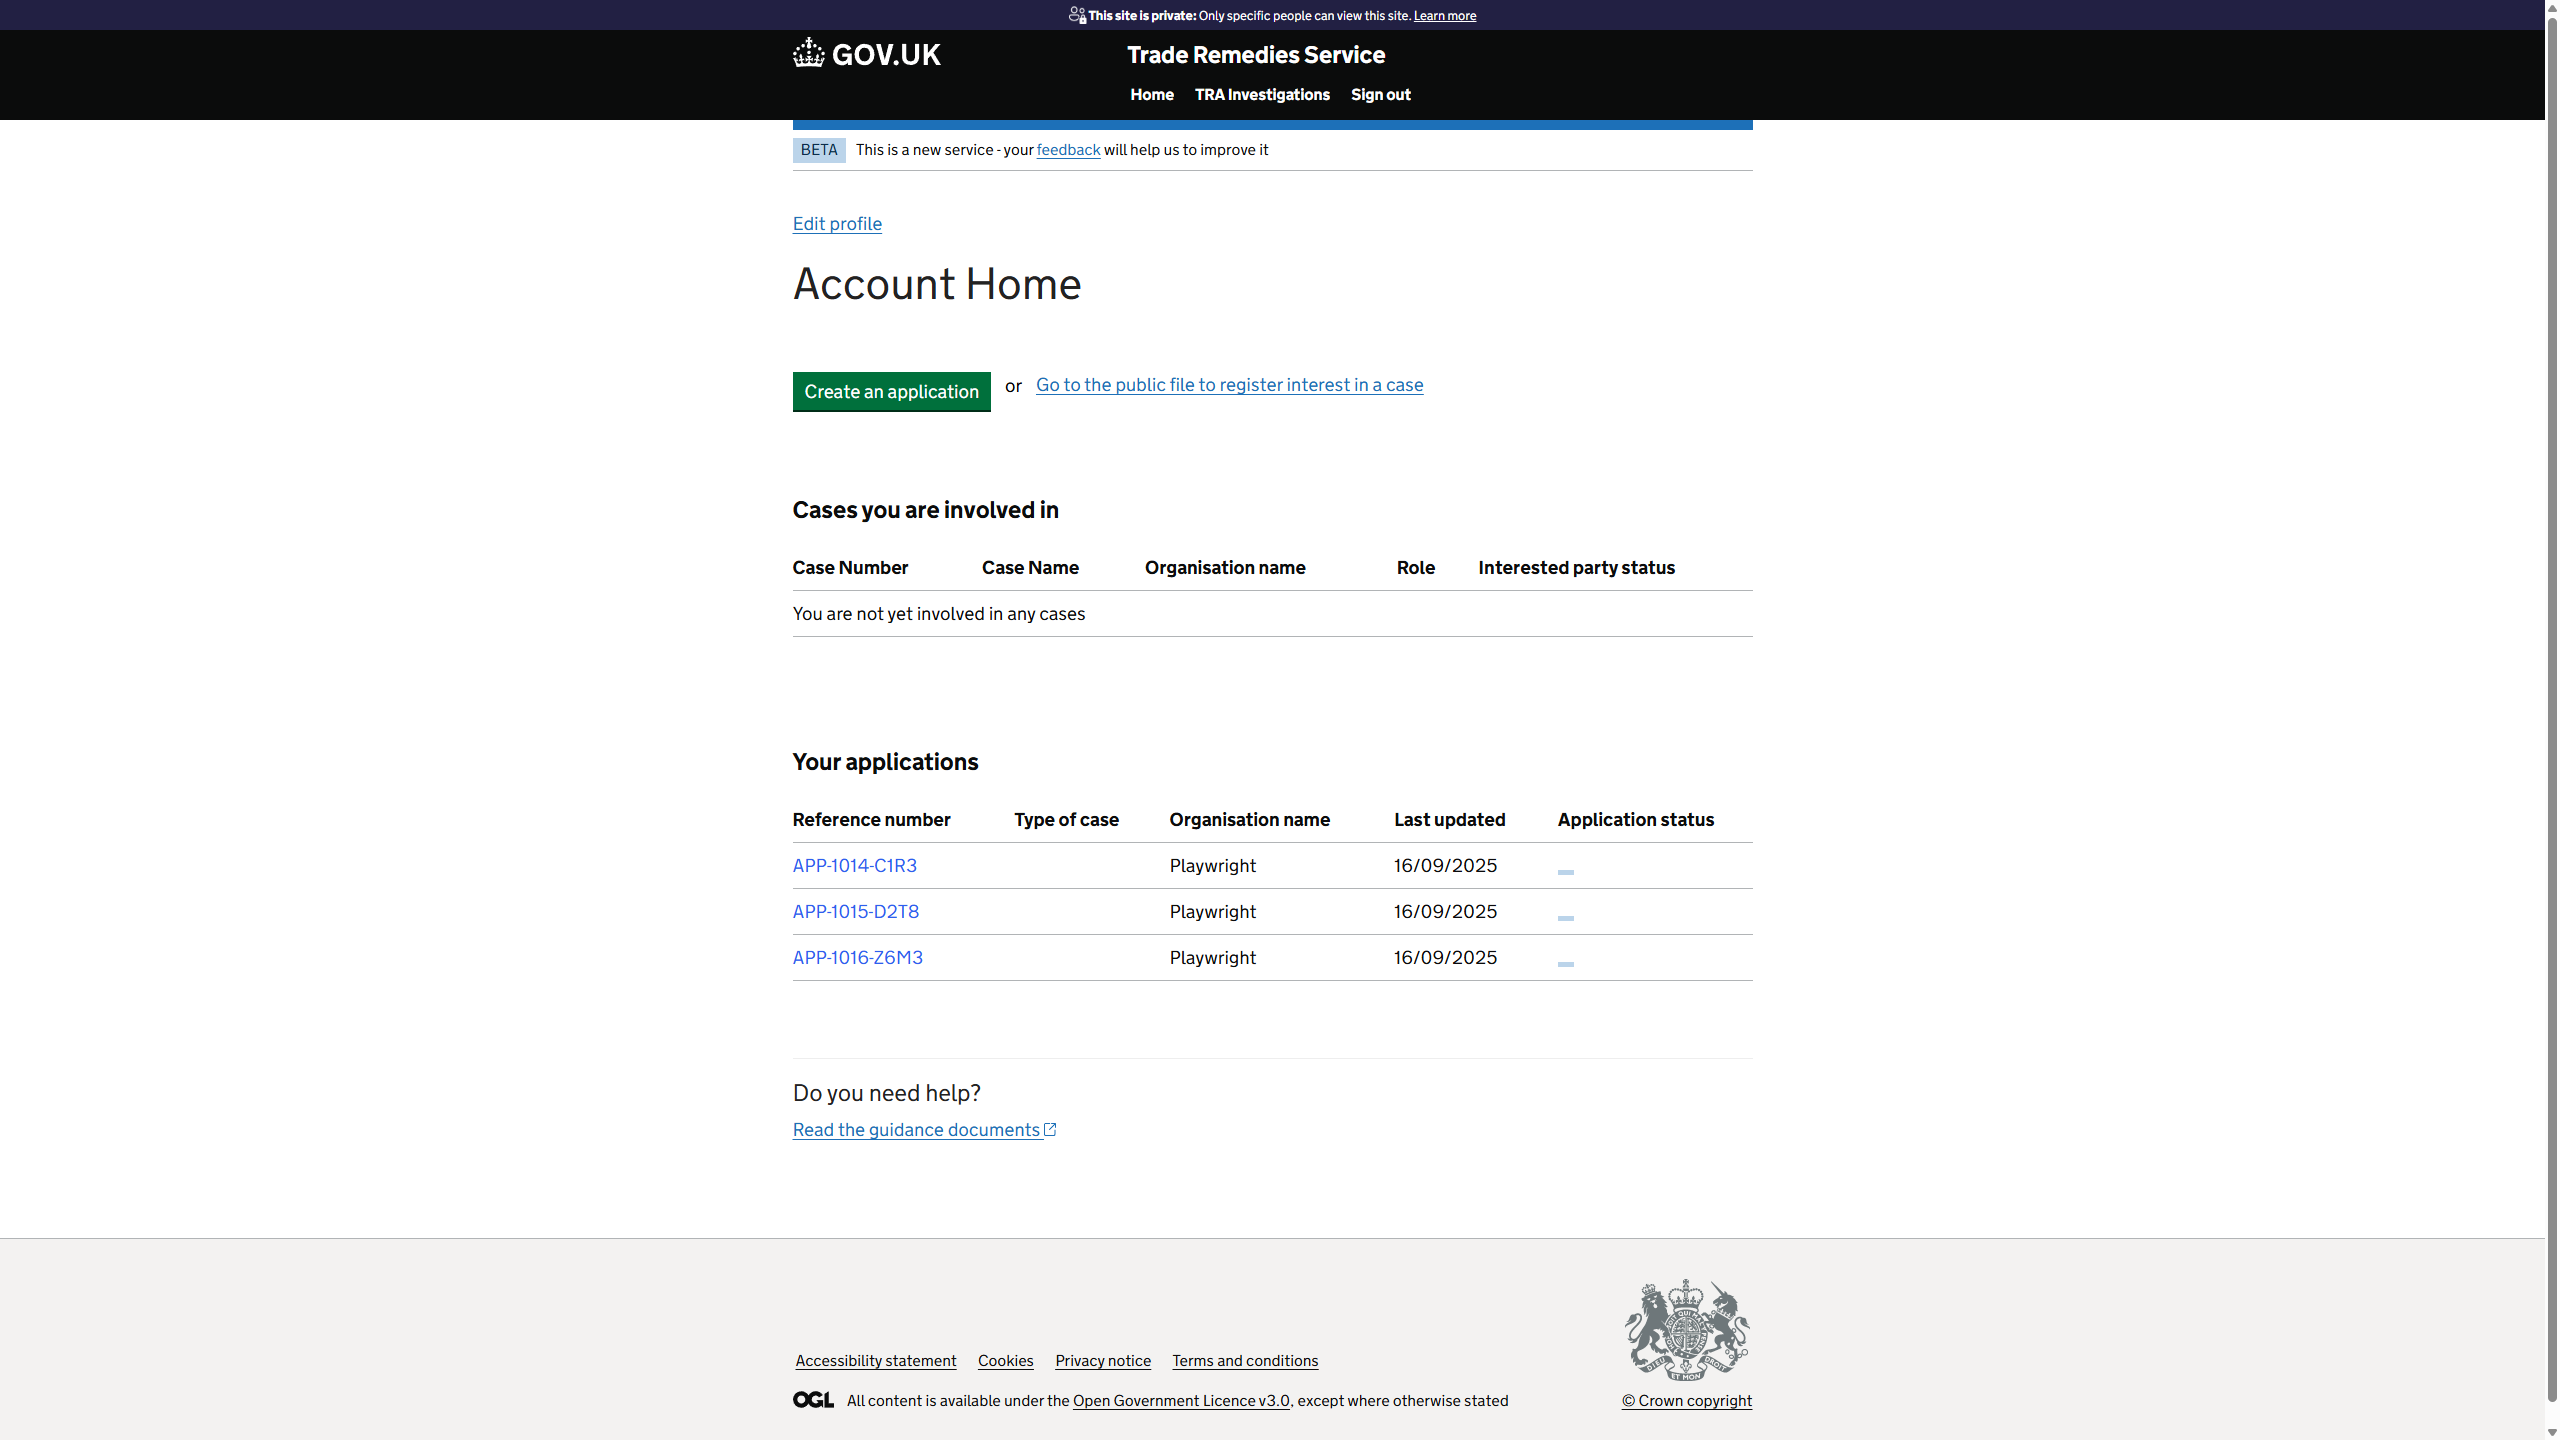 This site is private: Only specific people can view this site. Learn more
GOV.UK
Trade Remedies Service
Home TRA Investigations Sign out
BETA This is a new service - your feedback will help us to improve it
Edit profile
Account Home
Create an application or Go to the public file to register interest in a case
Cases you are involved in
Case Number Case Name Organisation name Role Interested party status
You are not yet involved in any cases
Your applications
Reference number Type of case Organisation name Last updated Application status
APP-1014-C1R3 Playwright 16/09/2025
APP-1015-D2T8 Playwright 16/09/2025
APP-1016-Z6M3 Playwright 16/09/2025
Do you need help?
Read the guidance documents
Accessibility statement Cookies Privacy notice Terms and conditions
OGL All content is available under the Open Government Licence v3.0, except where otherwise stated
© Crown copyright